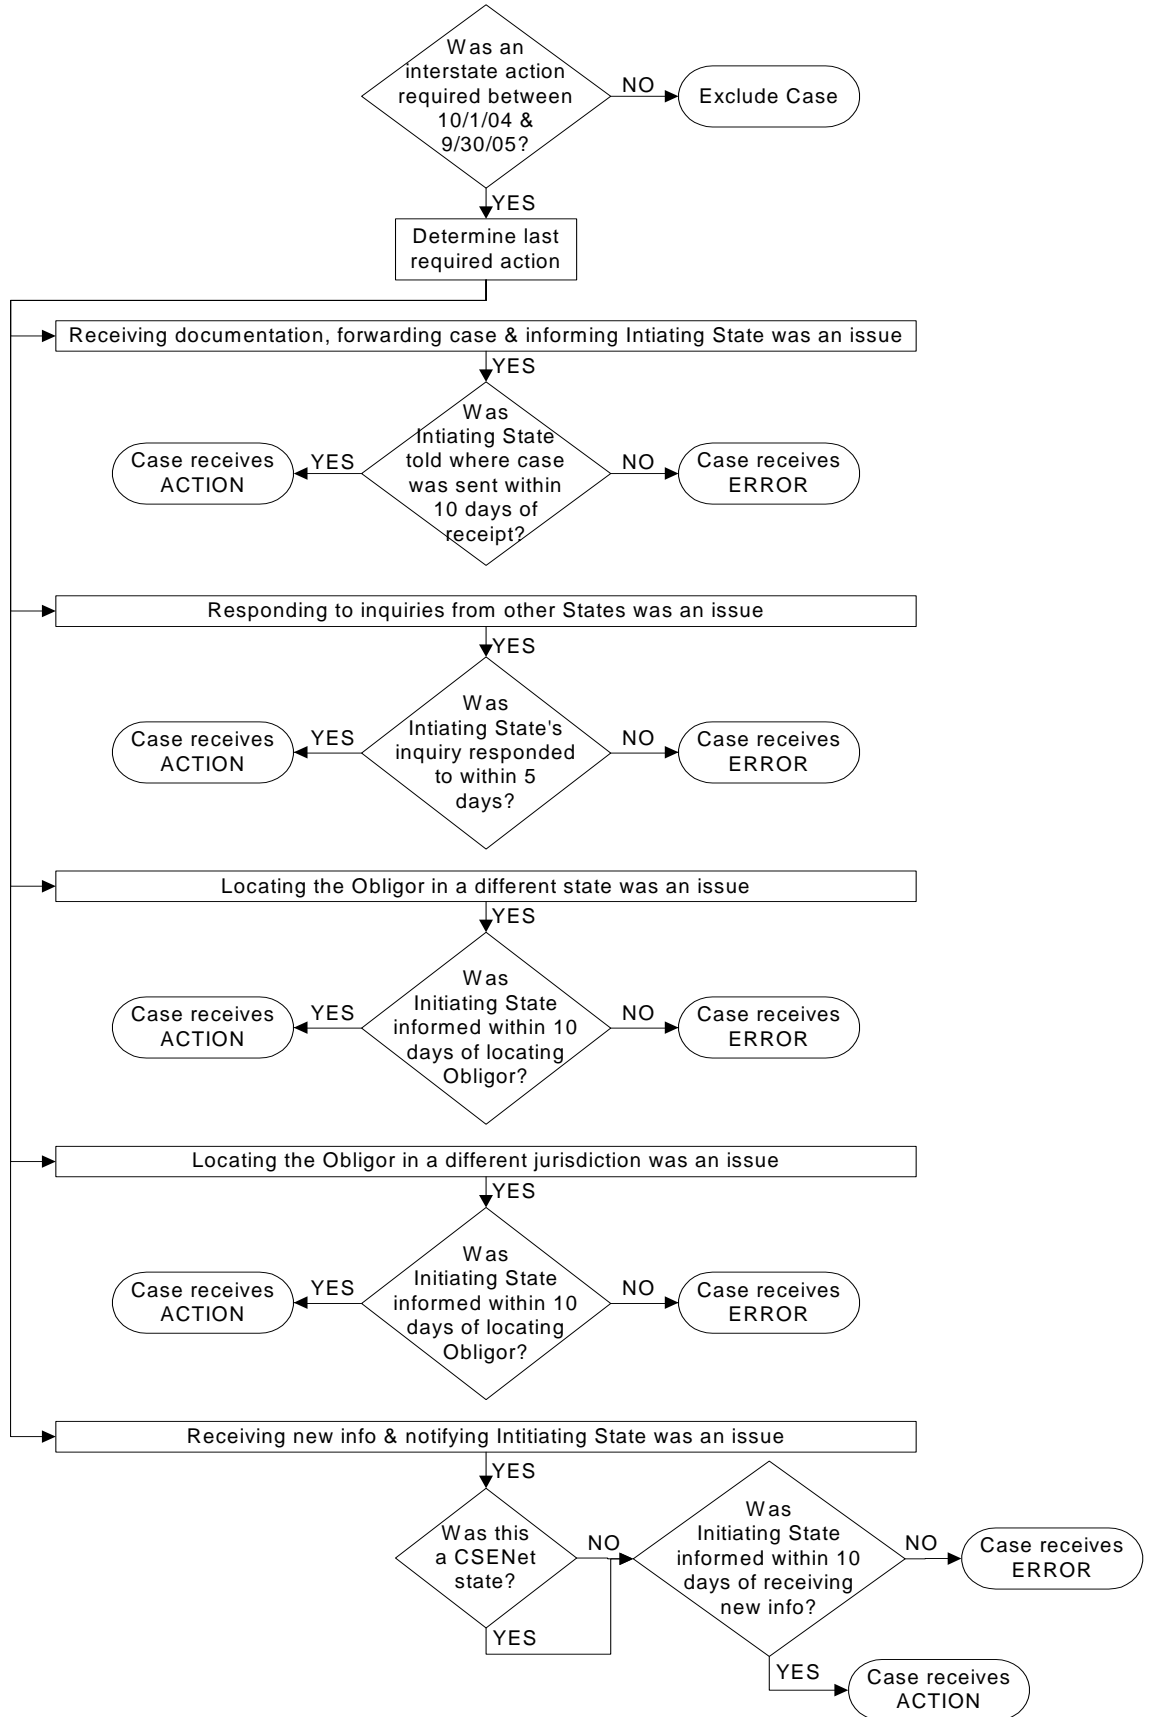 Was an
interstate action
required between
10/1/04 &
9/30/05?
NO
Exclude Case
YES
Determine last
required action
Receiving documentation, forwarding case & informing Intiating State was an issue
YES
Was
Intiating State
told where case
was sent within
10 days of
receipt?
YES
Case receives
ACTION
NO
Case receives
ERROR
Responding to inquiries from other States was an issue
YES
Was
Intiating State's
inquiry responded
to within 5
days?
YES
Case receives
ACTION
NO
Case receives
ERROR
Locating the Obligor in a different state was an issue
YES
Was
Initiating State
informed within 10
days of locating
Obligor?
YES
Case receives
ACTION
NO
Case receives
ERROR
Locating the Obligor in a different jurisdiction was an issue
YES
Was
Initiating State
informed within 10
days of locating
Obligor?
YES
Case receives
ACTION
NO
Case receives
ERROR
Receiving new info & notifying Intitiating State was an issue
YES
Was this
a CSENet
state?
NO
YES
Was
Initiating State
informed within 10
days of receiving
new info?
NO
Case receives
ERROR
YES
Case receives
ACTION